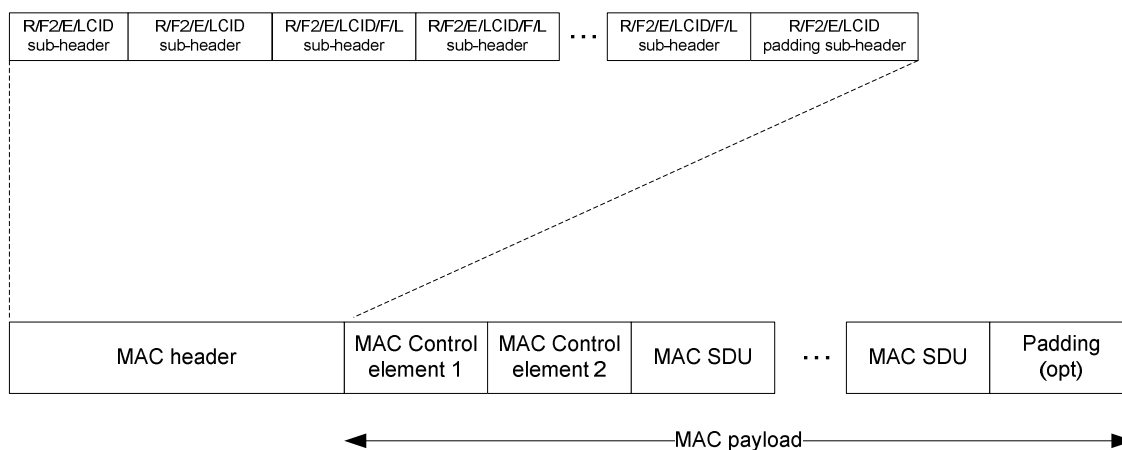 R/F2/E/LCID
sub-header
R/F2/E/LCID
sub-header
R/F2/E/LCID/F/L
sub-header
R/F2/E/LCID/F/L
sub-header
...
R/F2/E/LCID/F/L
sub-header
R/F2/E/LCID
padding sub-header
MAC header
MAC Control
element 1
MAC Control
element 2
MAC SDU
...
MAC SDU
Padding
(opt)
MAC payload